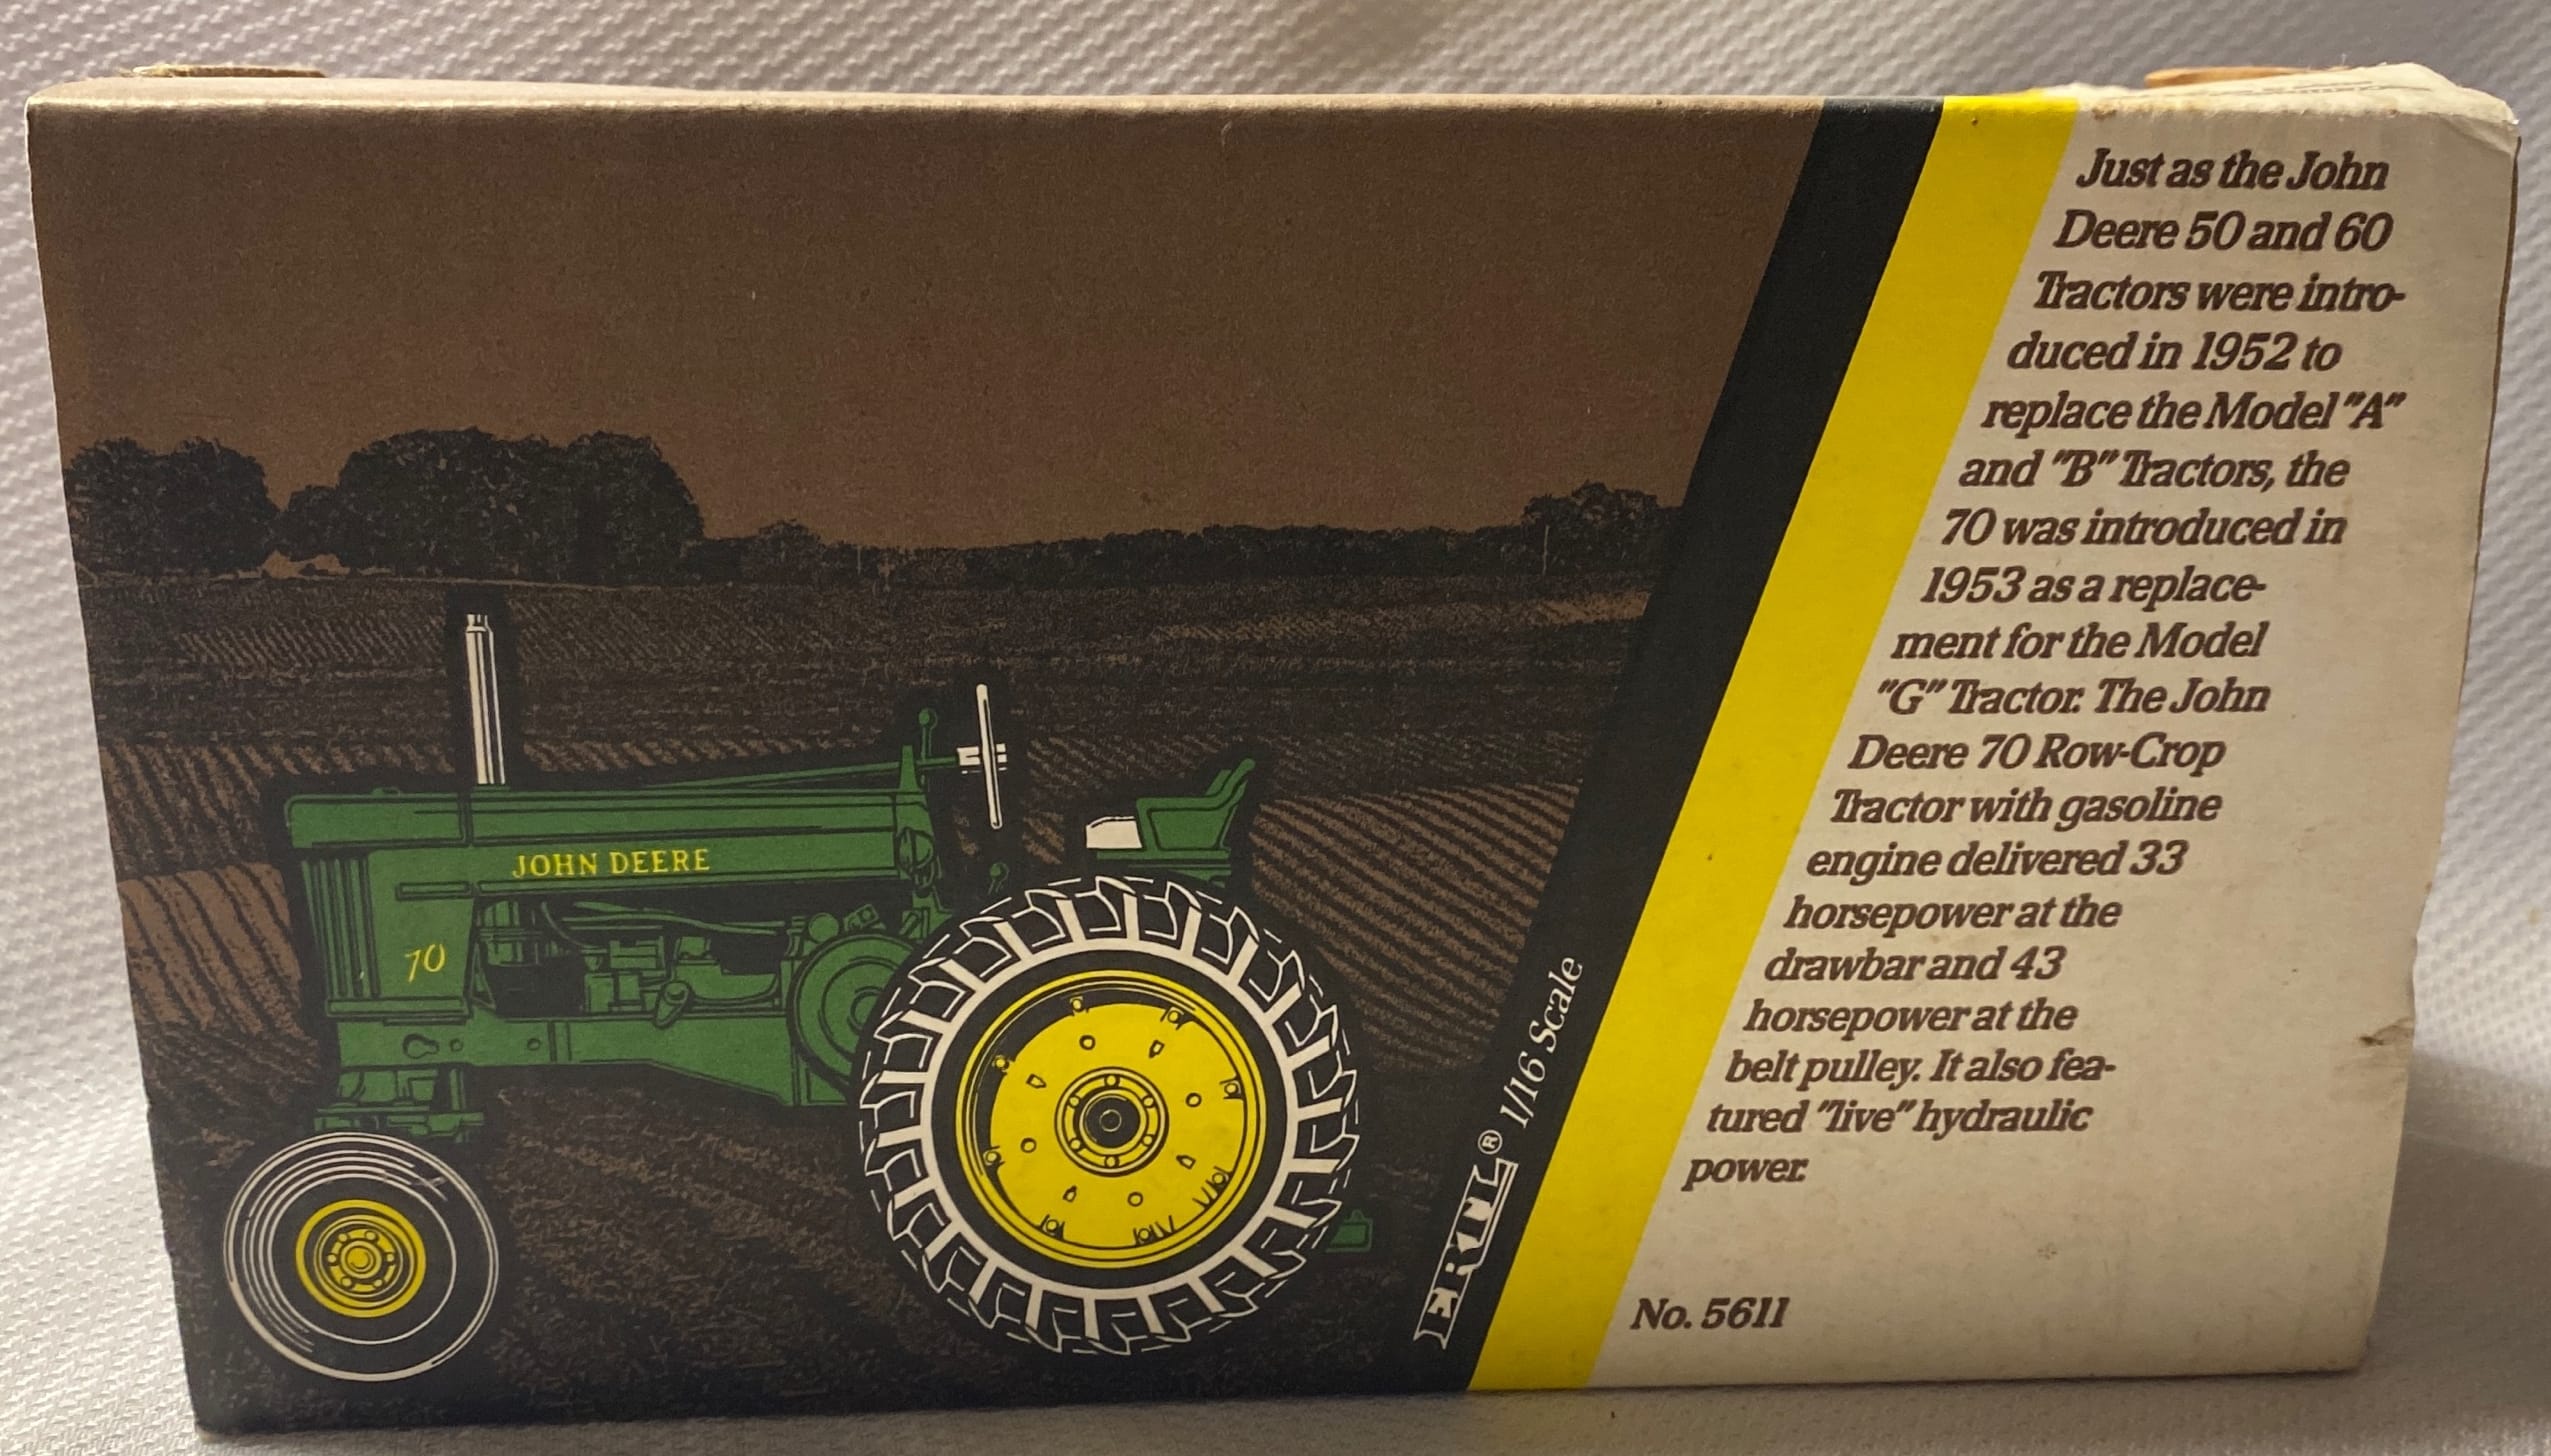 JOHN DEERE
70
ERTL® 1/16 Scale
Just as the John
Deere 50 and 60
Tractors were intro-
duced in 1952 to
replace the Model "A"
and "B" Tractors, the
70 was introduced in
1953 as a replace-
ment for the Model
"G" Tractor. The John
Deere 70 Row-Crop
Tractor with gasoline
engine delivered 33
horsepower at the
drawbar and 43
horsepower at the
belt pulley. It also fea-
tured "live" hydraulic
power.
No. 5611